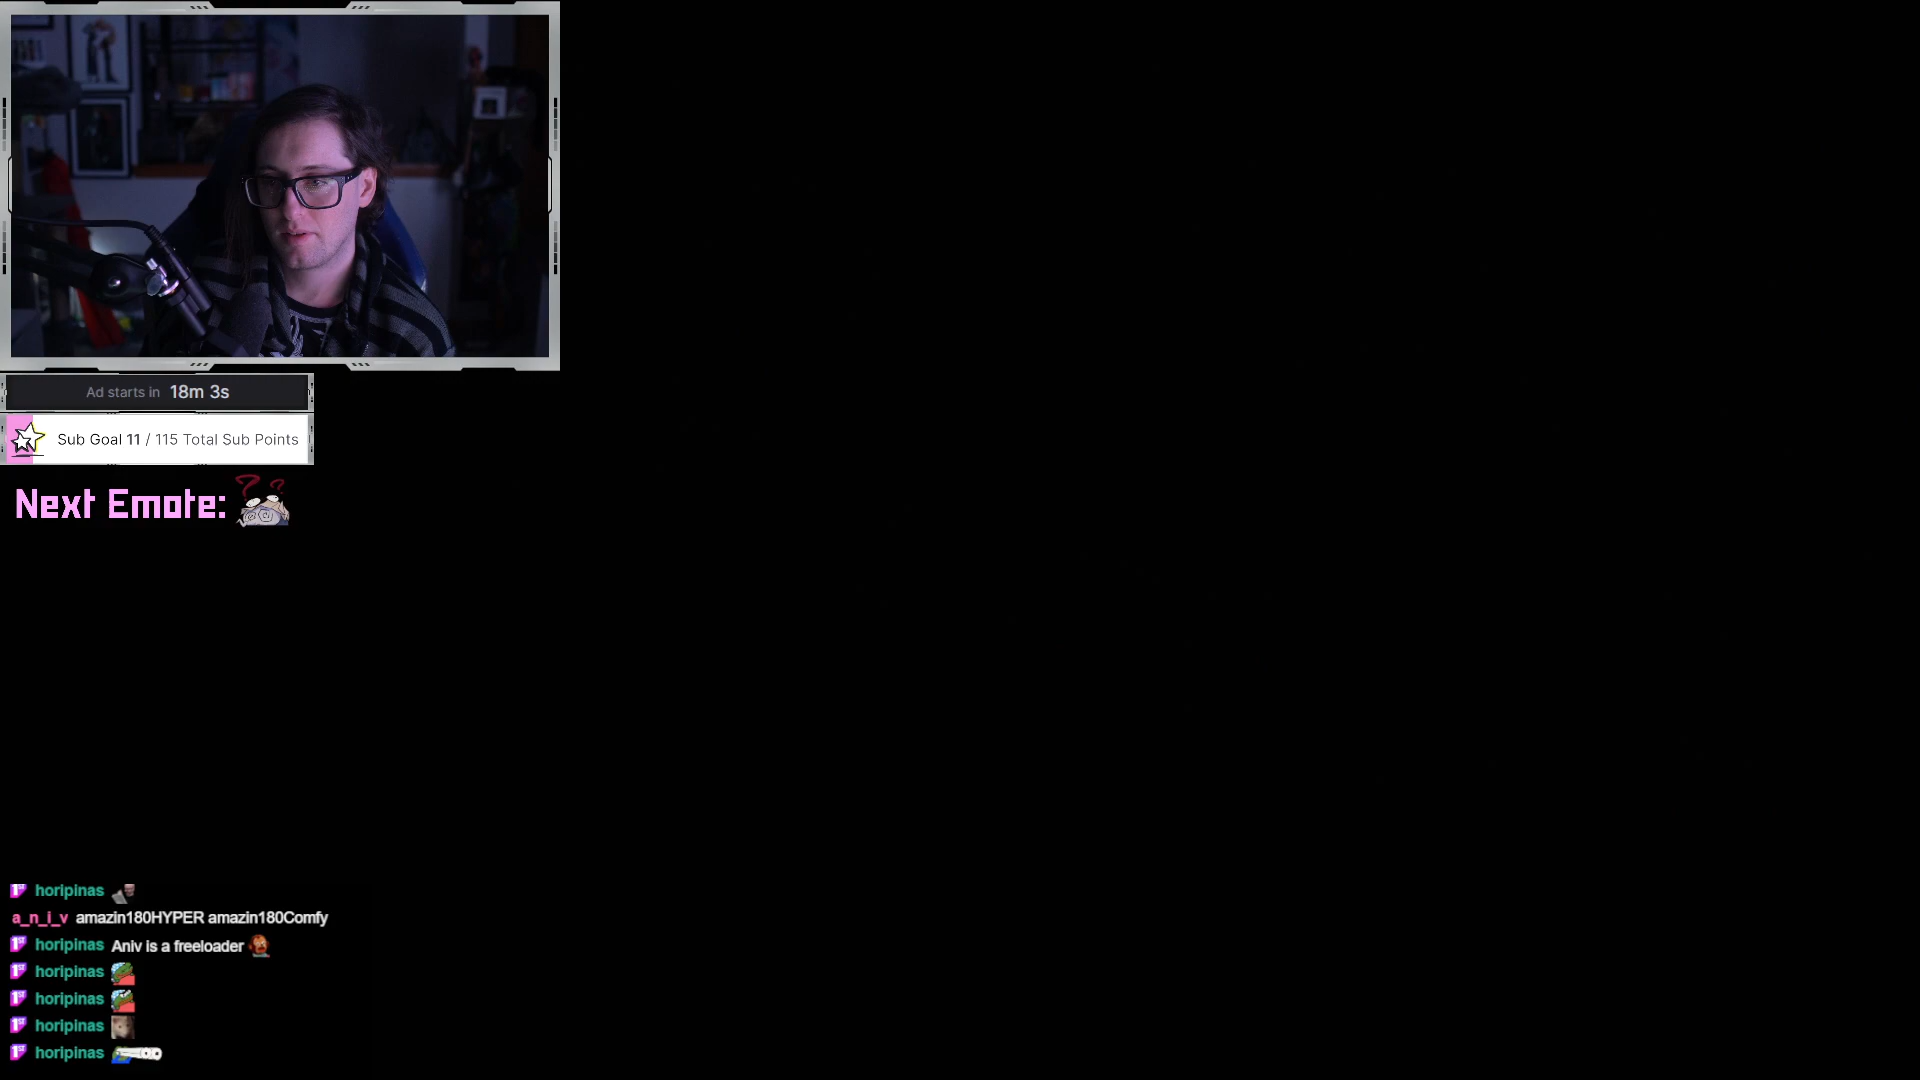 Ad starts in 18m 3s
Sub Goal 11 / 115 Total Sub Points
Next Emote:
horipinas
a_n_i_v amazin180HYPER amazin180Comfy
horipinas Aniv is a freeloader
horipinas
horipinas
horipinas
horipinas